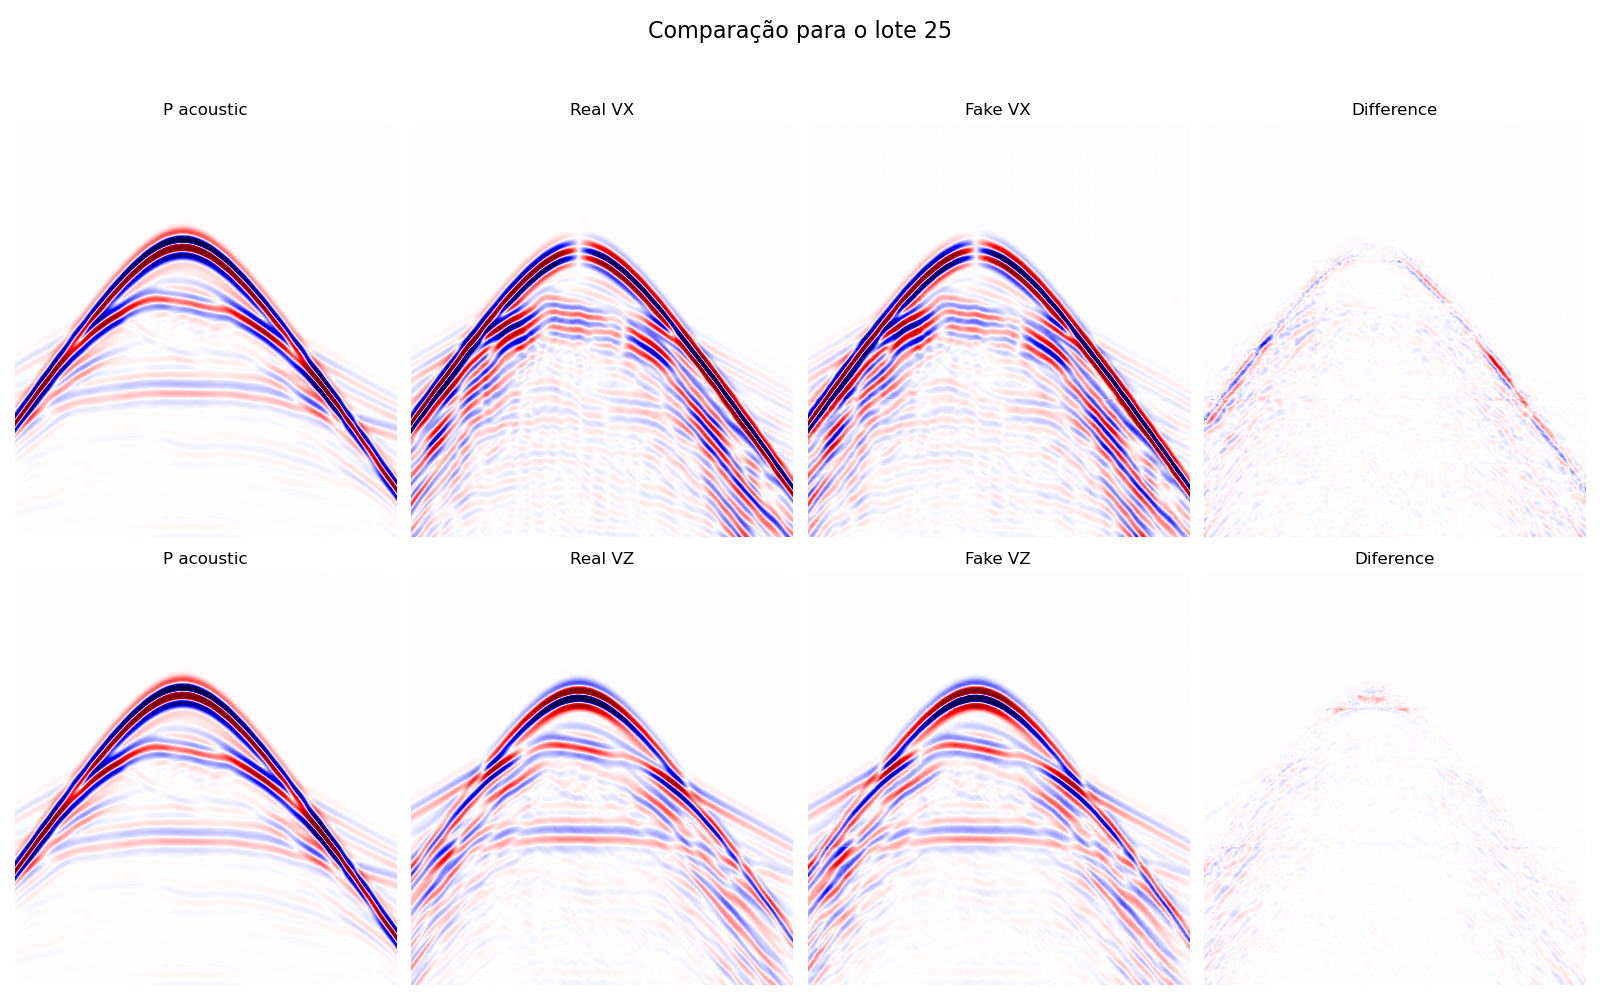 Comparação para o lote 25
P acoustic
Real VX
Fake VX
Difference
P acoustic
Real VZ
Fake VZ
Diference